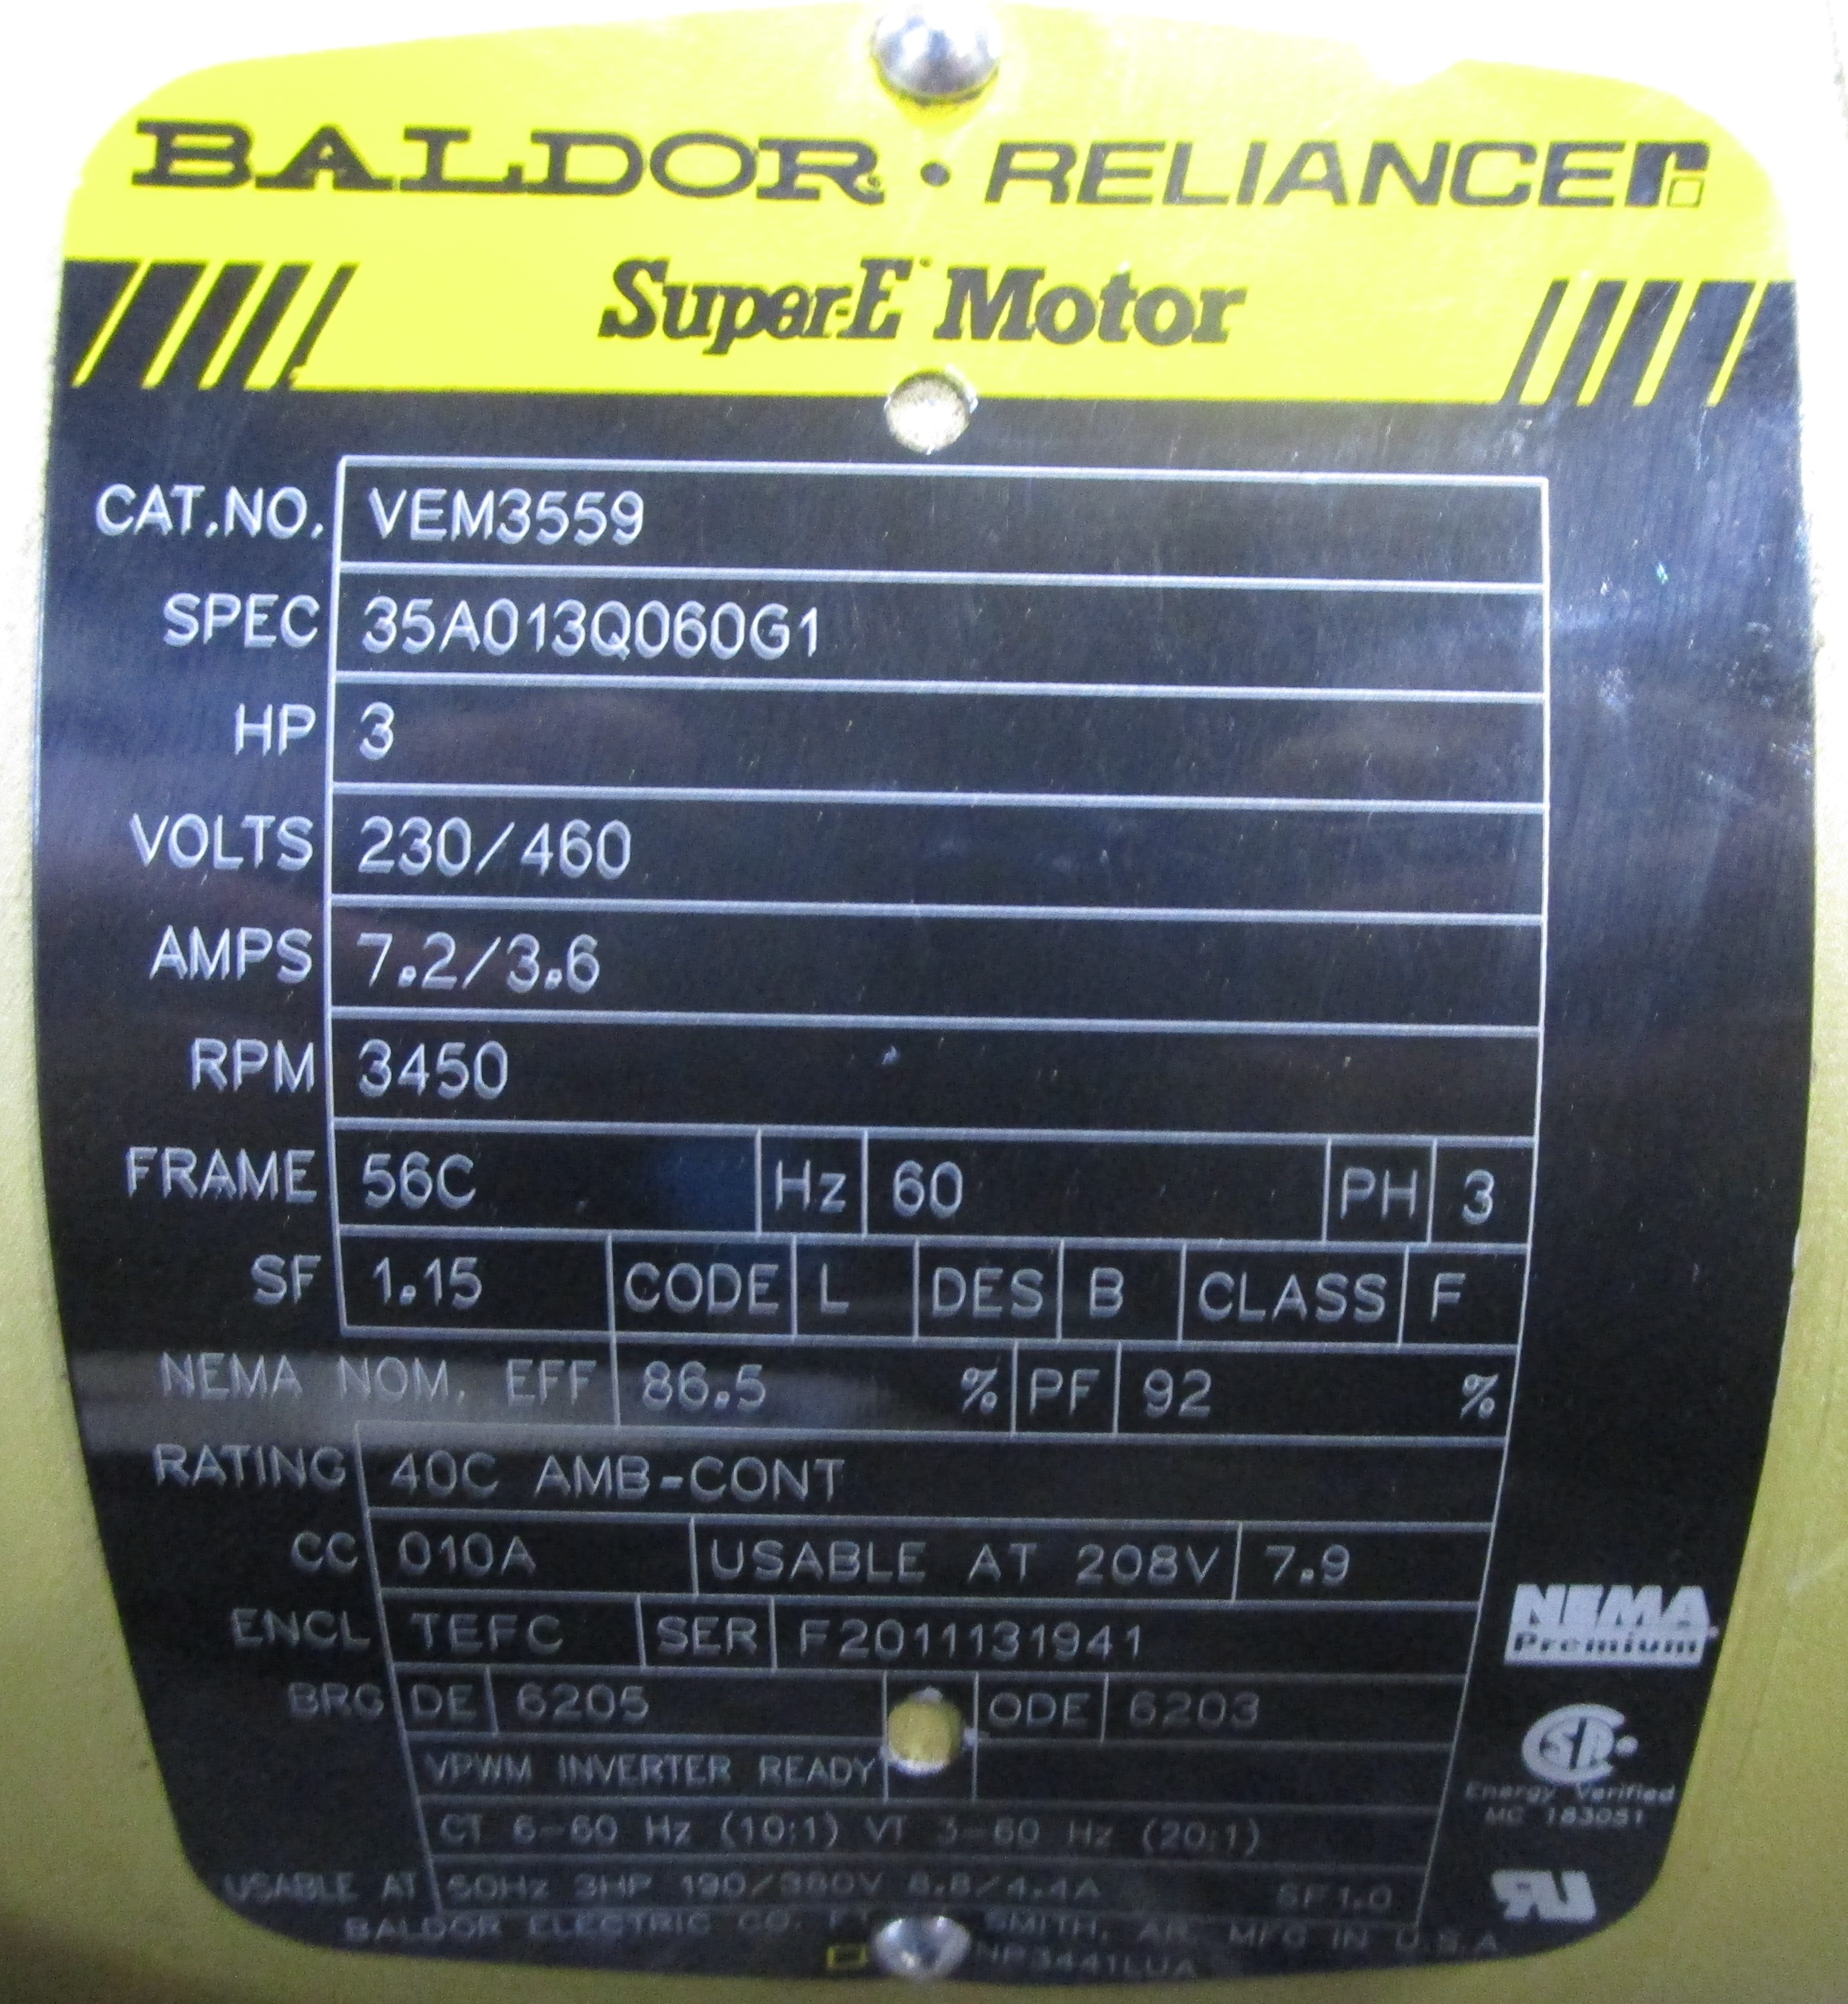 BALDOR • RELIANCE
Super-E Motor
CAT.NO. VEM3559
SPEC 35A013Q060G1
HP 3
VOLTS 230/460
AMPS 7.2/3.6
RPM 3450
FRAME 56C Hz 60 PH 3
SF 1.15 CODE L DES B CLASS F
NEMA NOM. EFF 86.5 % PF 92 %
RATING 40C AMB-CONT
CC 010A USABLE AT 208V 7.9
ENCL TEFC SER F2011131941
NEMA
Premium
BRG DE 6205 ODE 6203
VPWM INVERTER READY
Energy Verified
MC 183051
CT 6-60 Hz (10:1) VT 3-60 Hz (20:1)
USABLE AT 50Hz 3HP 190/380V 8.8/4.4A SF1.0
BALDOR ELECTRIC CO. FT. SMITH, AR. MFG IN U.S.A.
NP3441LUA